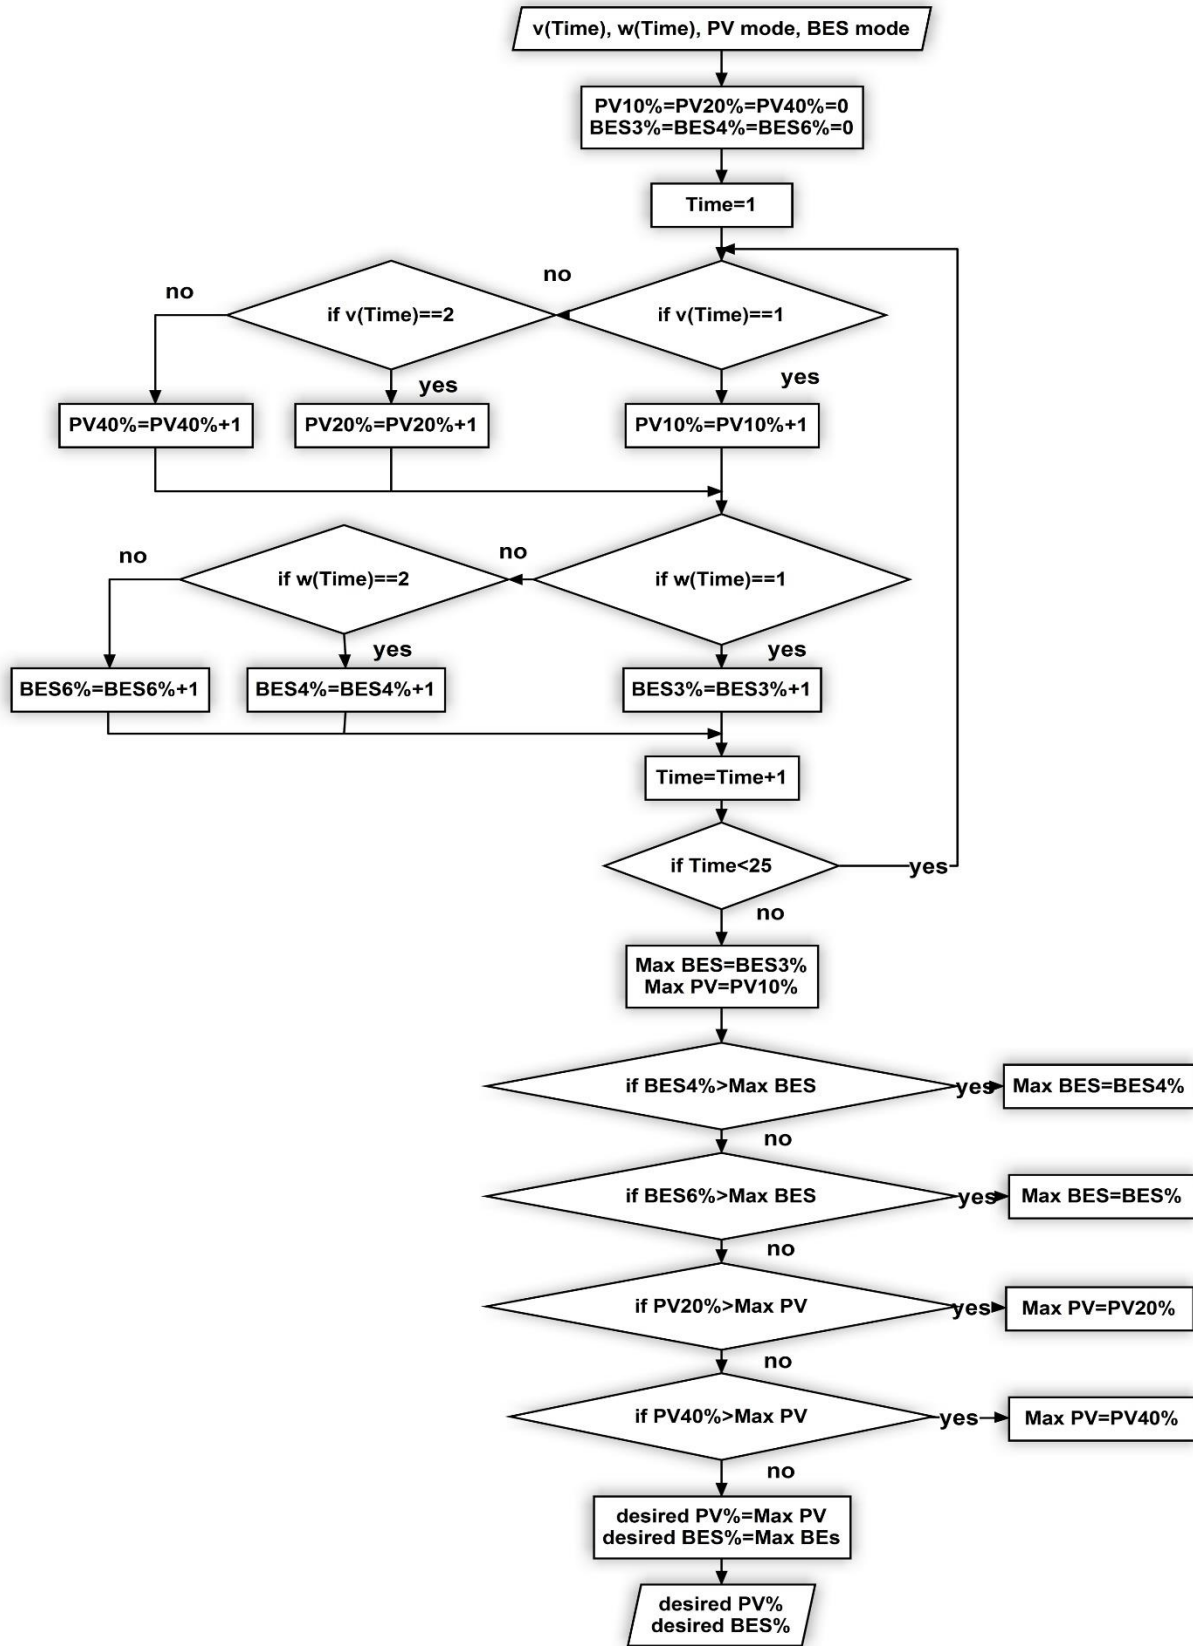 v(Time), w(Time), PV mode, BES mode
PV10%=PV20%=PV40%=0
BES3%=BES4%=BES6%=0
Time=1
no
no
if v(Time)==2
if v(Time)==1
yes
yes
PV40%=PV40%+1
PV20%=PV20%+1
PV10%=PV10%+1
no
no
if w(Time)==2
if w(Time)==1
yes
yes
BES6%=BES6%+1
BES4%=BES4%+1
BES3%=BES3%+1
Time=Time+1
if Time<25
yes
no
Max BES=BES3%
Max PV=PV10%
if BES4%>Max BES
yes
Max BES=BES4%
no
if BES6%>Max BES
yes
Max BES=BES%
no
if PV20%>Max PV
yes
Max PV=PV20%
no
if PV40%>Max PV
yes
Max PV=PV40%
no
desired PV%=Max PV
desired BES%=Max BEs
desired PV%
desired BES%